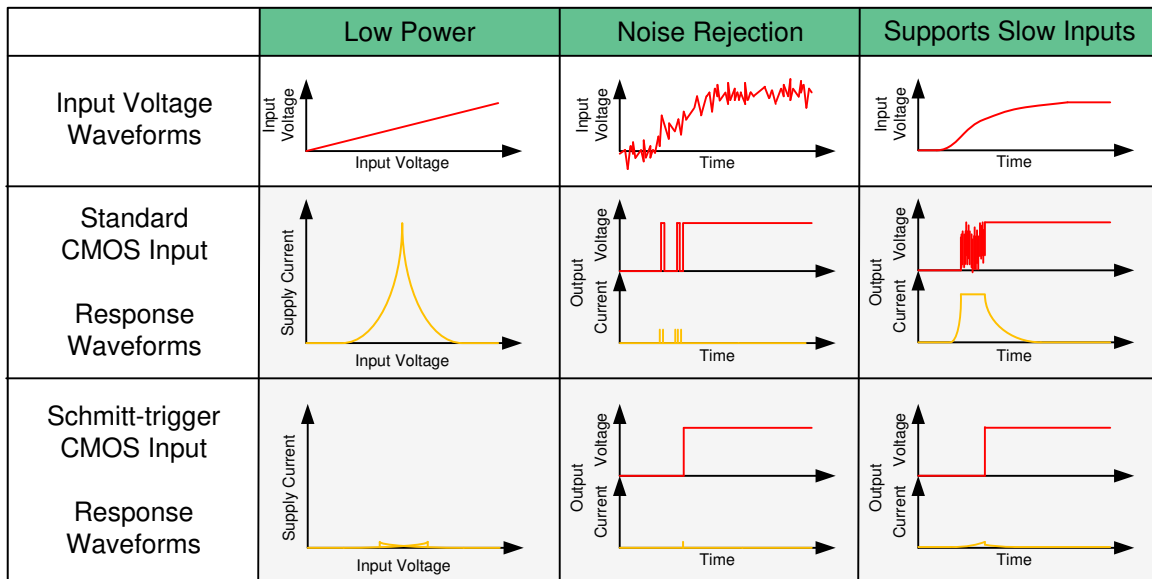 Low Power
Noise Rejection
Supports Slow Inputs
Input Voltage
Waveforms
Input
Voltage
Input Voltage
Input
Voltage
Time
Input
Voltage
Time
Standard
CMOS Input
Response
Waveforms
Supply Current
Input Voltage
Output
Voltage
Current
Time
Output
Voltage
Current
Time
Schmitt-trigger
CMOS Input
Response
Waveforms
Supply Current
Input Voltage
Output
Voltage
Current
Time
Output
Voltage
Current
Time